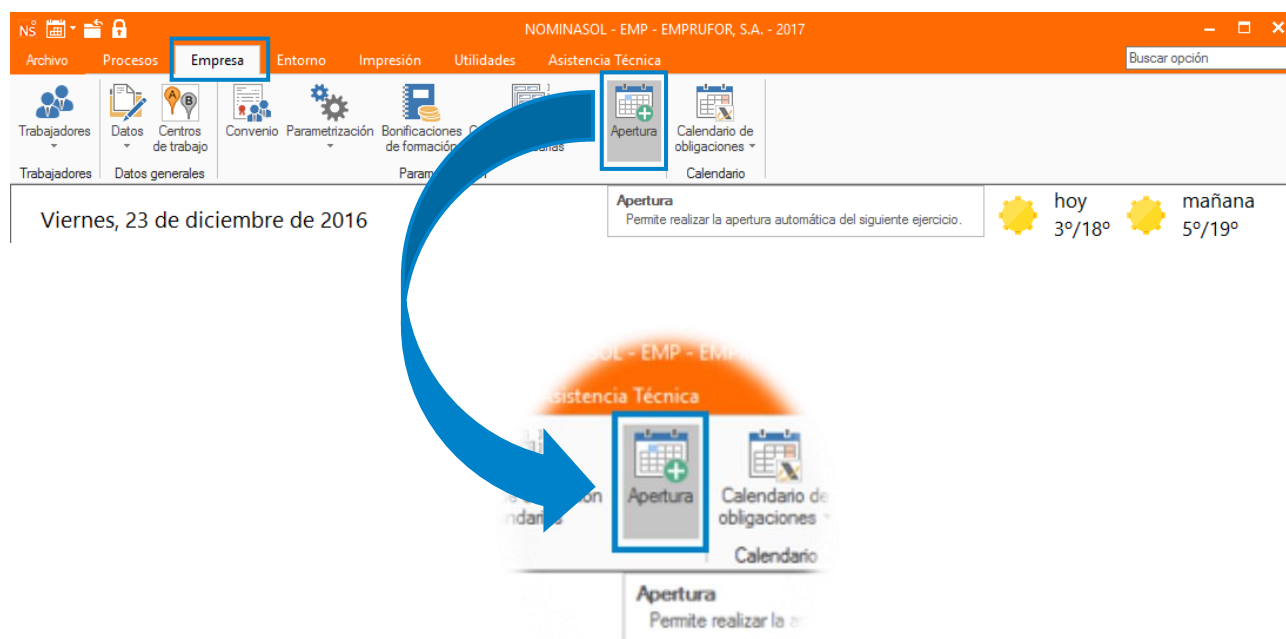 NS
NOMINASOL - EMP - EMPRUFOR, S.A. - 2017
Archivo Procesos Empresa Entorno Impresión Utilidades Asistencia Técnica
Buscar opción
Trabajadores Datos Centros de trabajo Convenio Parametrización Bonificaciones de formación Apertura Calendario de obligaciones
Trabajadores Datos generales Calendario
Viernes, 23 de diciembre de 2016
Apertura
Permite realizar la apertura automática del siguiente ejercicio.
hoy
3º/18º
mañana
5º/19º
- EMP -
Técnica
Apertura
Calendario de
obligaciones
Calendario
Apertura
Permite realizar la